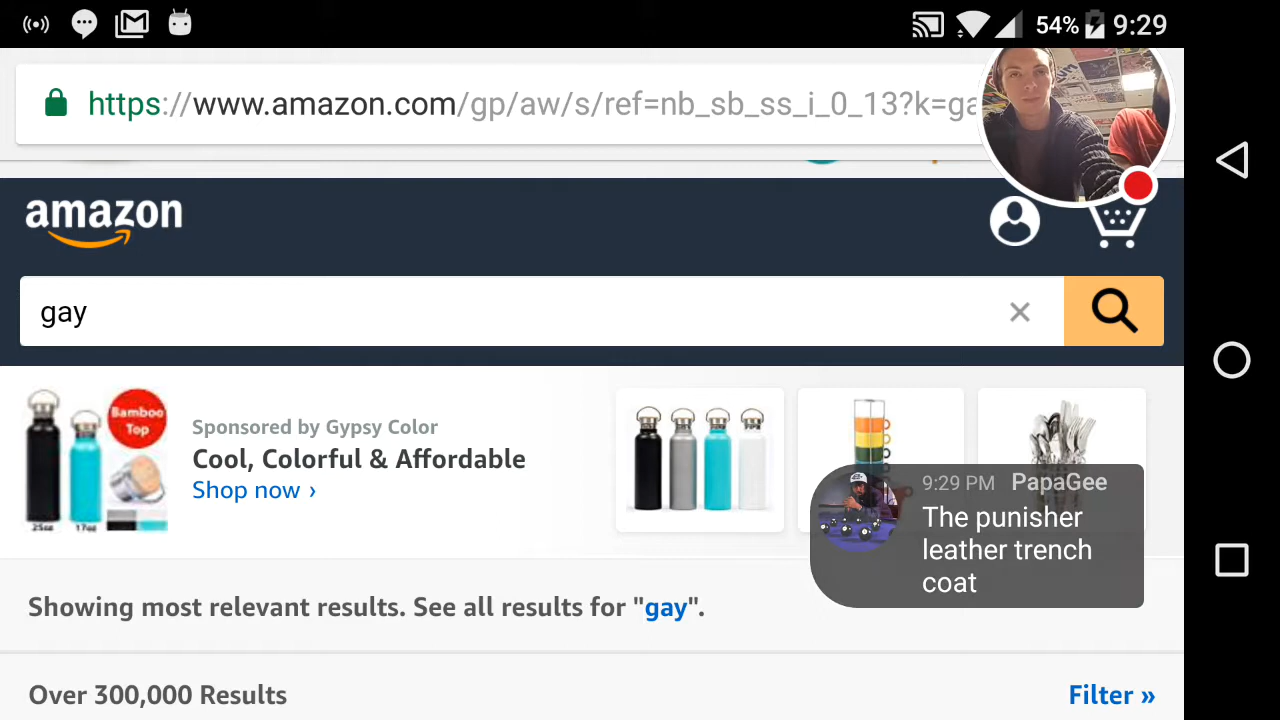 54% 9:29
https://www.amazon.com/gp/aw/s/ref=nb_sb_ss_i_0_13?k=ga
amazon
gay
Bamboo
Top
25oz 17oz
Sponsored by Gypsy Color
Cool, Colorful & Affordable
Shop now ›
9:29 PM PapaGee
The punisher
leather trench
coat
Showing most relevant results. See all results for "gay".
Over 300,000 Results
Filter »